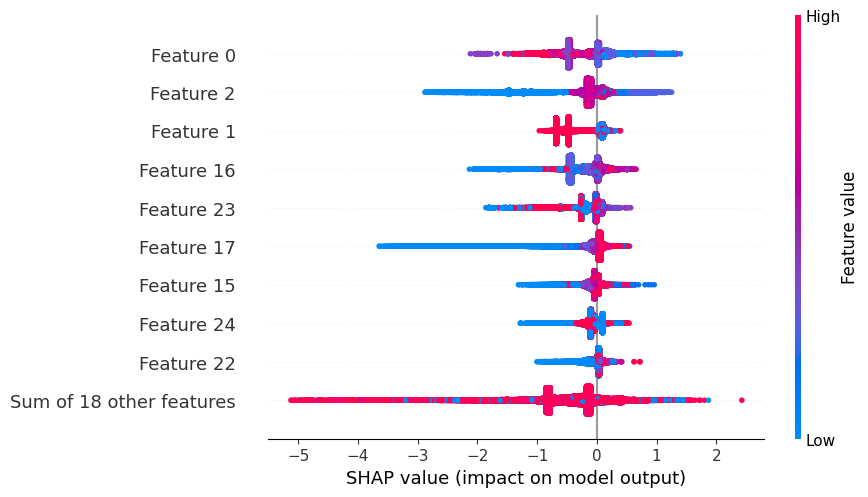 High
Feature 0
Feature 2
Feature 1
Feature 16
Feature 23
Feature 17
Feature 15
Feature 24
Feature 22
Sum of 18 other features
Feature value
Low
−5 −4 −3 −2 −1 0 1 2
SHAP value (impact on model output)